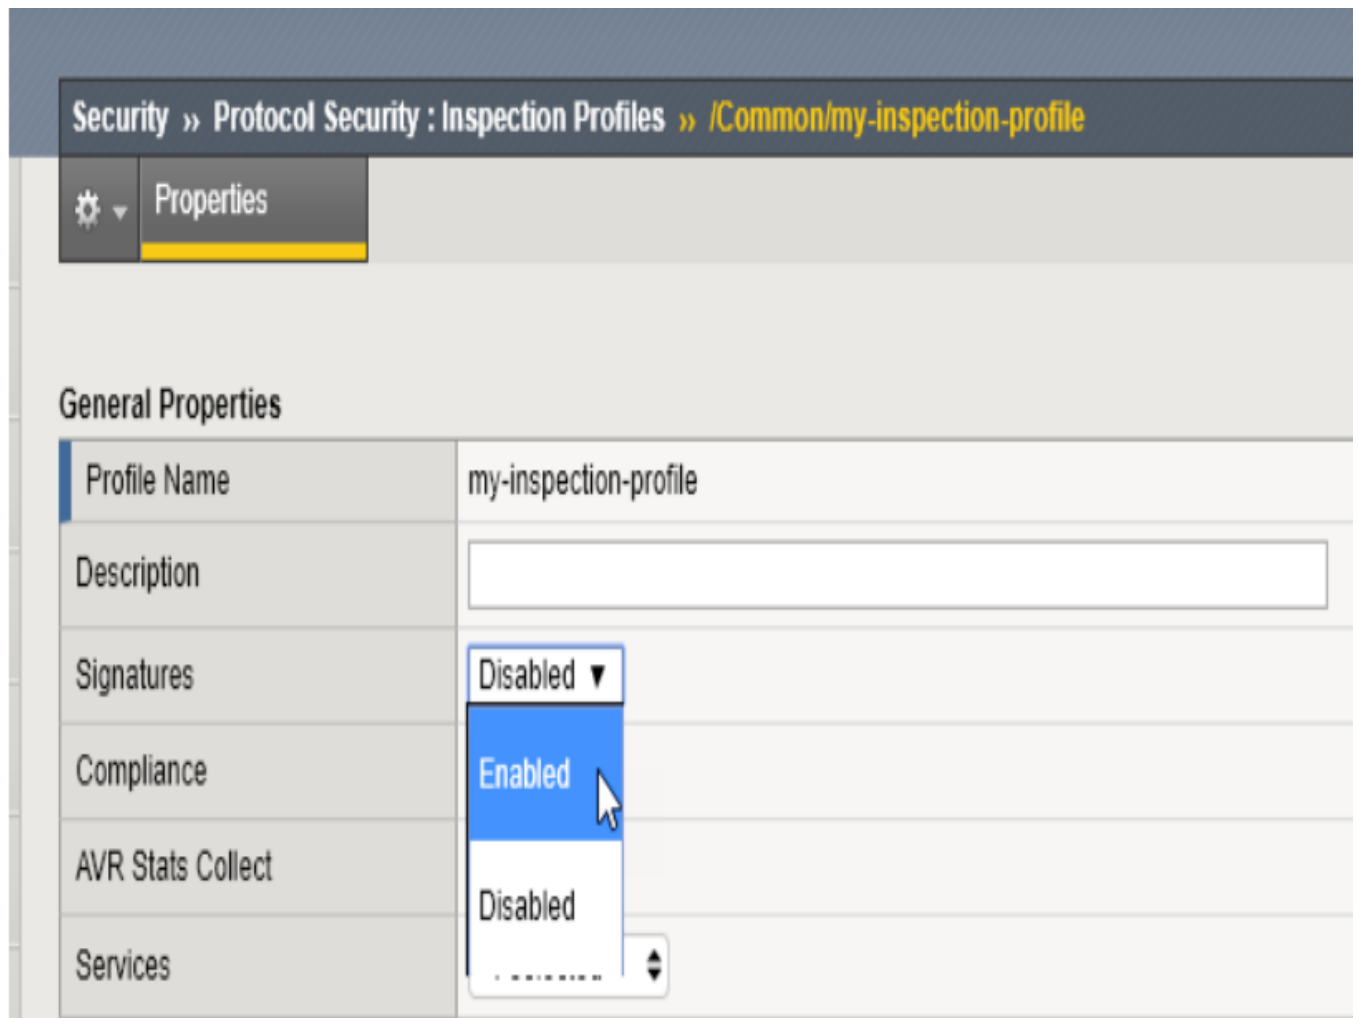 Security » Protocol Security : Inspection Profiles » /Common/my-inspection-profile
Properties
General Properties
Profile Name my-inspection-profile
Description
Signatures Disabled ▼
Compliance Enabled
AVR Stats Collect
Disabled
Services